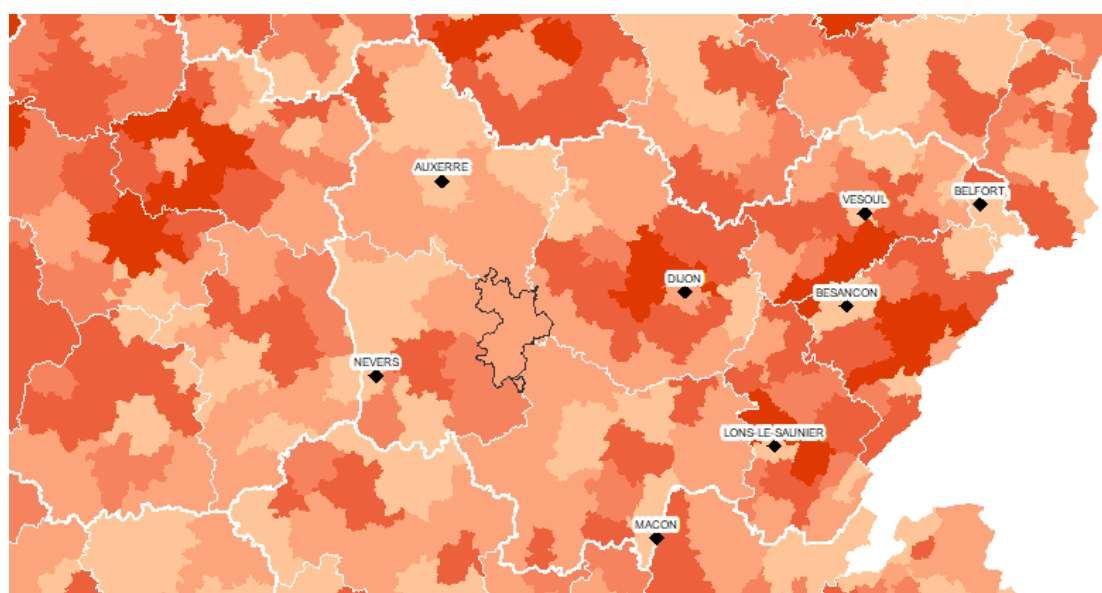 AUXERRE
BELFORT
VESOUL
DIJON
BESANCON
NEVERS
LONS-LE-SAUNIER
MACON